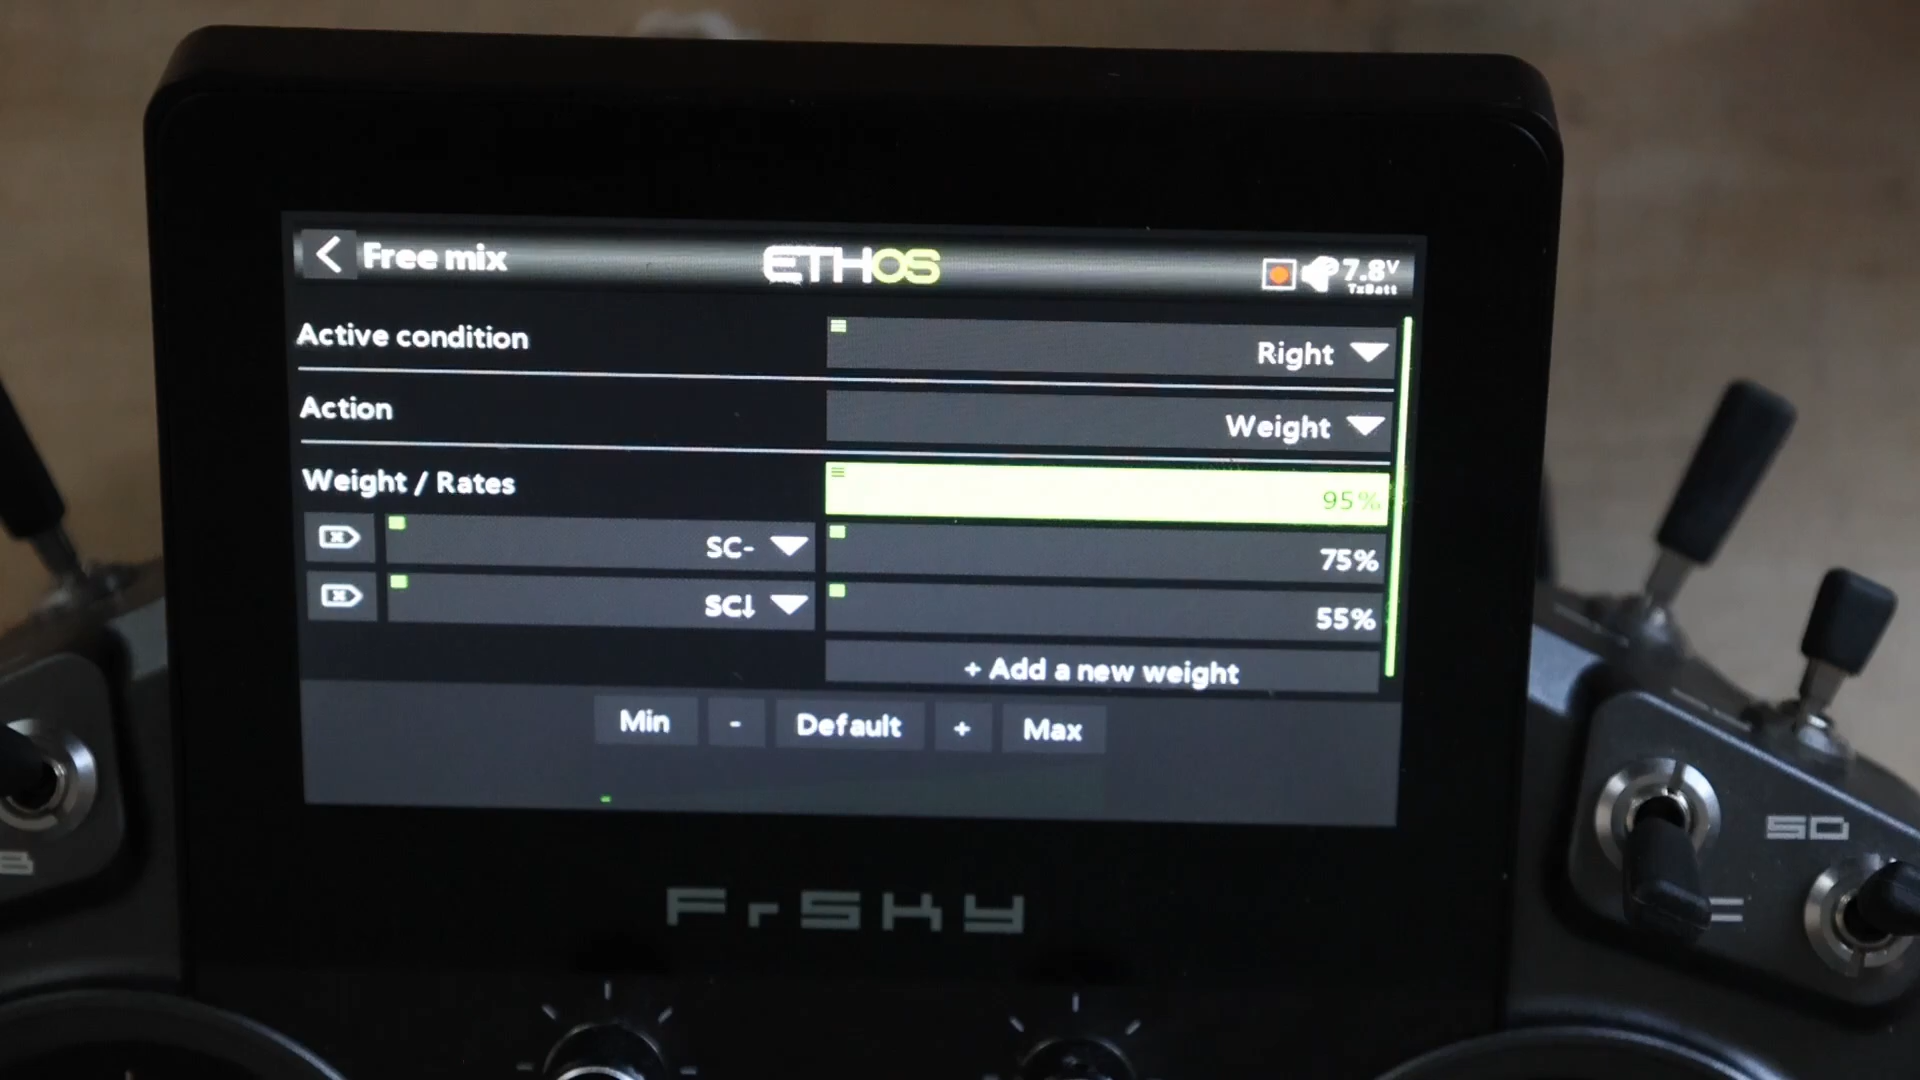 Free mix
ETHOS
7.8V
TxBatt
Active condition
Right
Action
Weight
Weight / Rates
95%
SC-
75%
SC↓
55%
+ Add a new weight
Min
-
Default
+
Max
FrSKY
SD